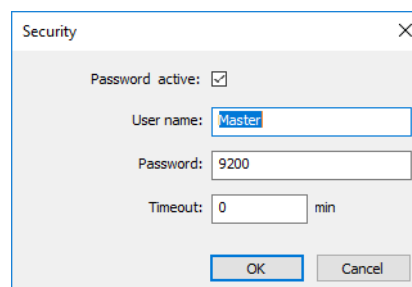 Security
Password active:
User name: Master
Password: 9200
Timeout: 0 min
OK Cancel